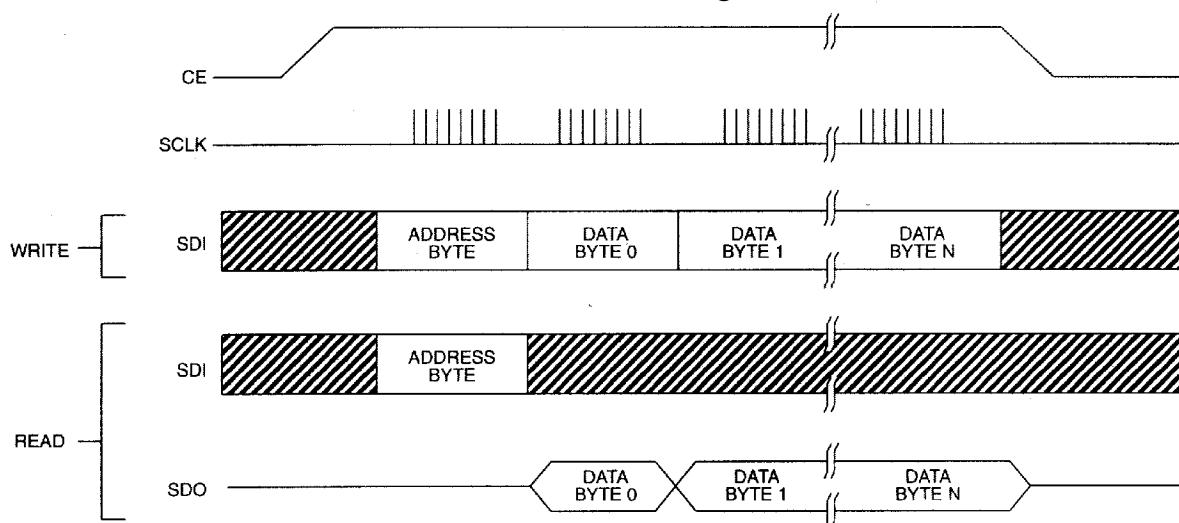 CE
SCLK
WRITE
SDI
ADDRESS
BYTE
DATA
BYTE 0
DATA
BYTE 1
DATA
BYTE N
READ
SDI
ADDRESS
BYTE
SDO
DATA
BYTE 0
DATA
BYTE 1
DATA
BYTE N